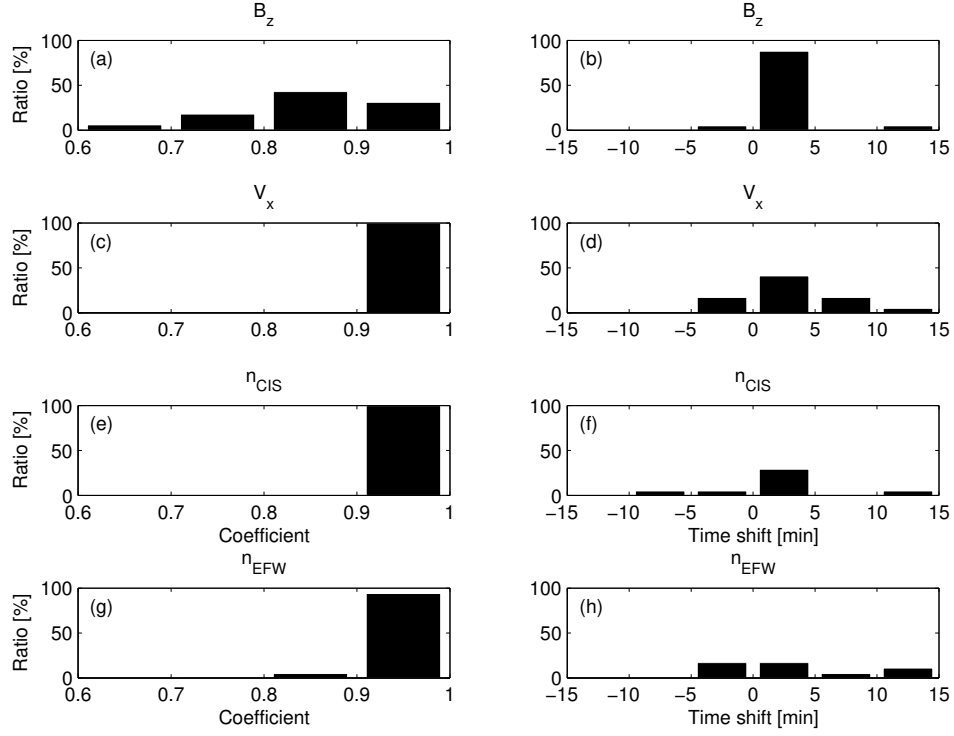 B_z
B_z
Ratio [%]
100
50
0
(a)
0.6 0.7 0.8 0.9 1
100
50
0
(b)
−15 −10 −5 0 5 10 15
V_x
V_x
Ratio [%]
100
50
0
(c)
0.6 0.7 0.8 0.9 1
100
50
0
(d)
−15 −10 −5 0 5 10 15
n_CIS
n_CIS
Ratio [%]
100
50
0
(e)
0.6 0.7 0.8 0.9 1
Coefficient
100
50
0
(f)
−15 −10 −5 0 5 10 15
Time shift [min]
n_EFW
n_EFW
Ratio [%]
100
50
0
(g)
0.6 0.7 0.8 0.9 1
Coefficient
100
50
0
(h)
−15 −10 −5 0 5 10 15
Time shift [min]